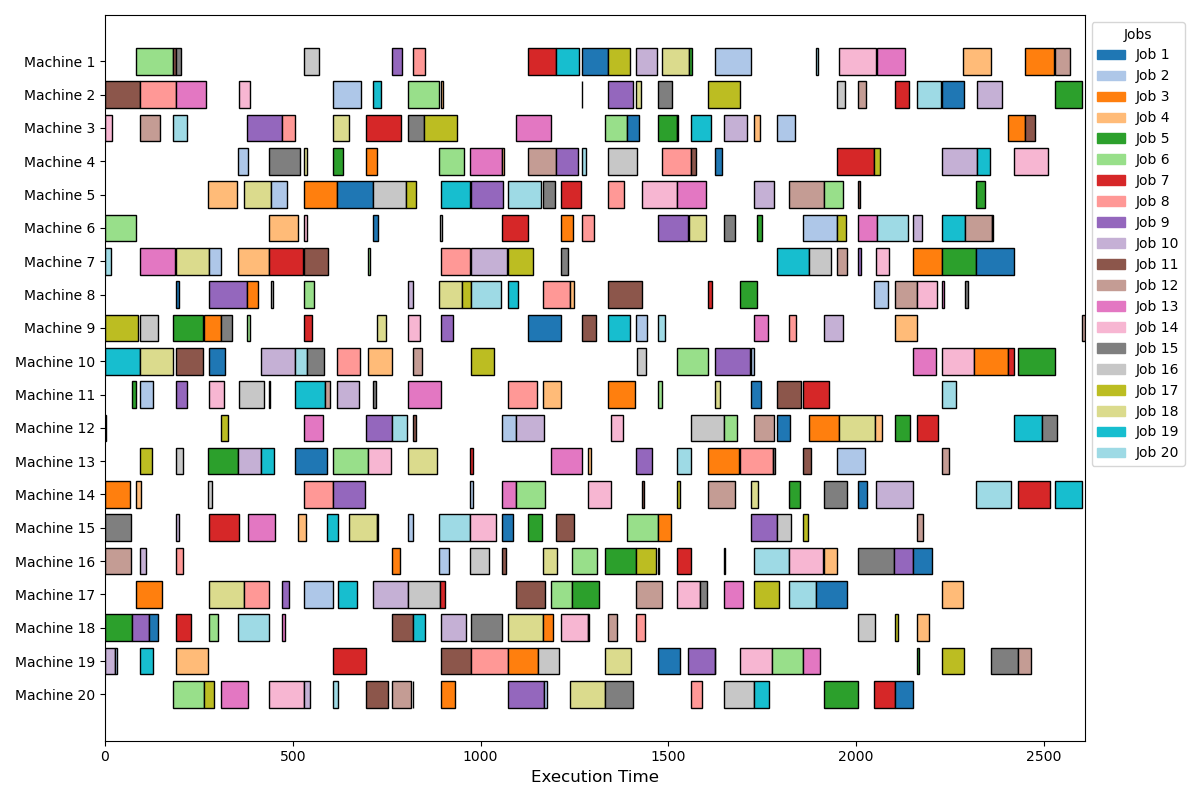 Machine 1
Machine 2
Machine 3
Machine 4
Machine 5
Machine 6
Machine 7
Machine 8
Machine 9
Machine 10
Machine 11
Machine 12
Machine 13
Machine 14
Machine 15
Machine 16
Machine 17
Machine 18
Machine 19
Machine 20
0 500 1000 1500 2000 2500
Execution Time
Jobs
Job 1
Job 2
Job 3
Job 4
Job 5
Job 6
Job 7
Job 8
Job 9
Job 10
Job 11
Job 12
Job 13
Job 14
Job 15
Job 16
Job 17
Job 18
Job 19
Job 20